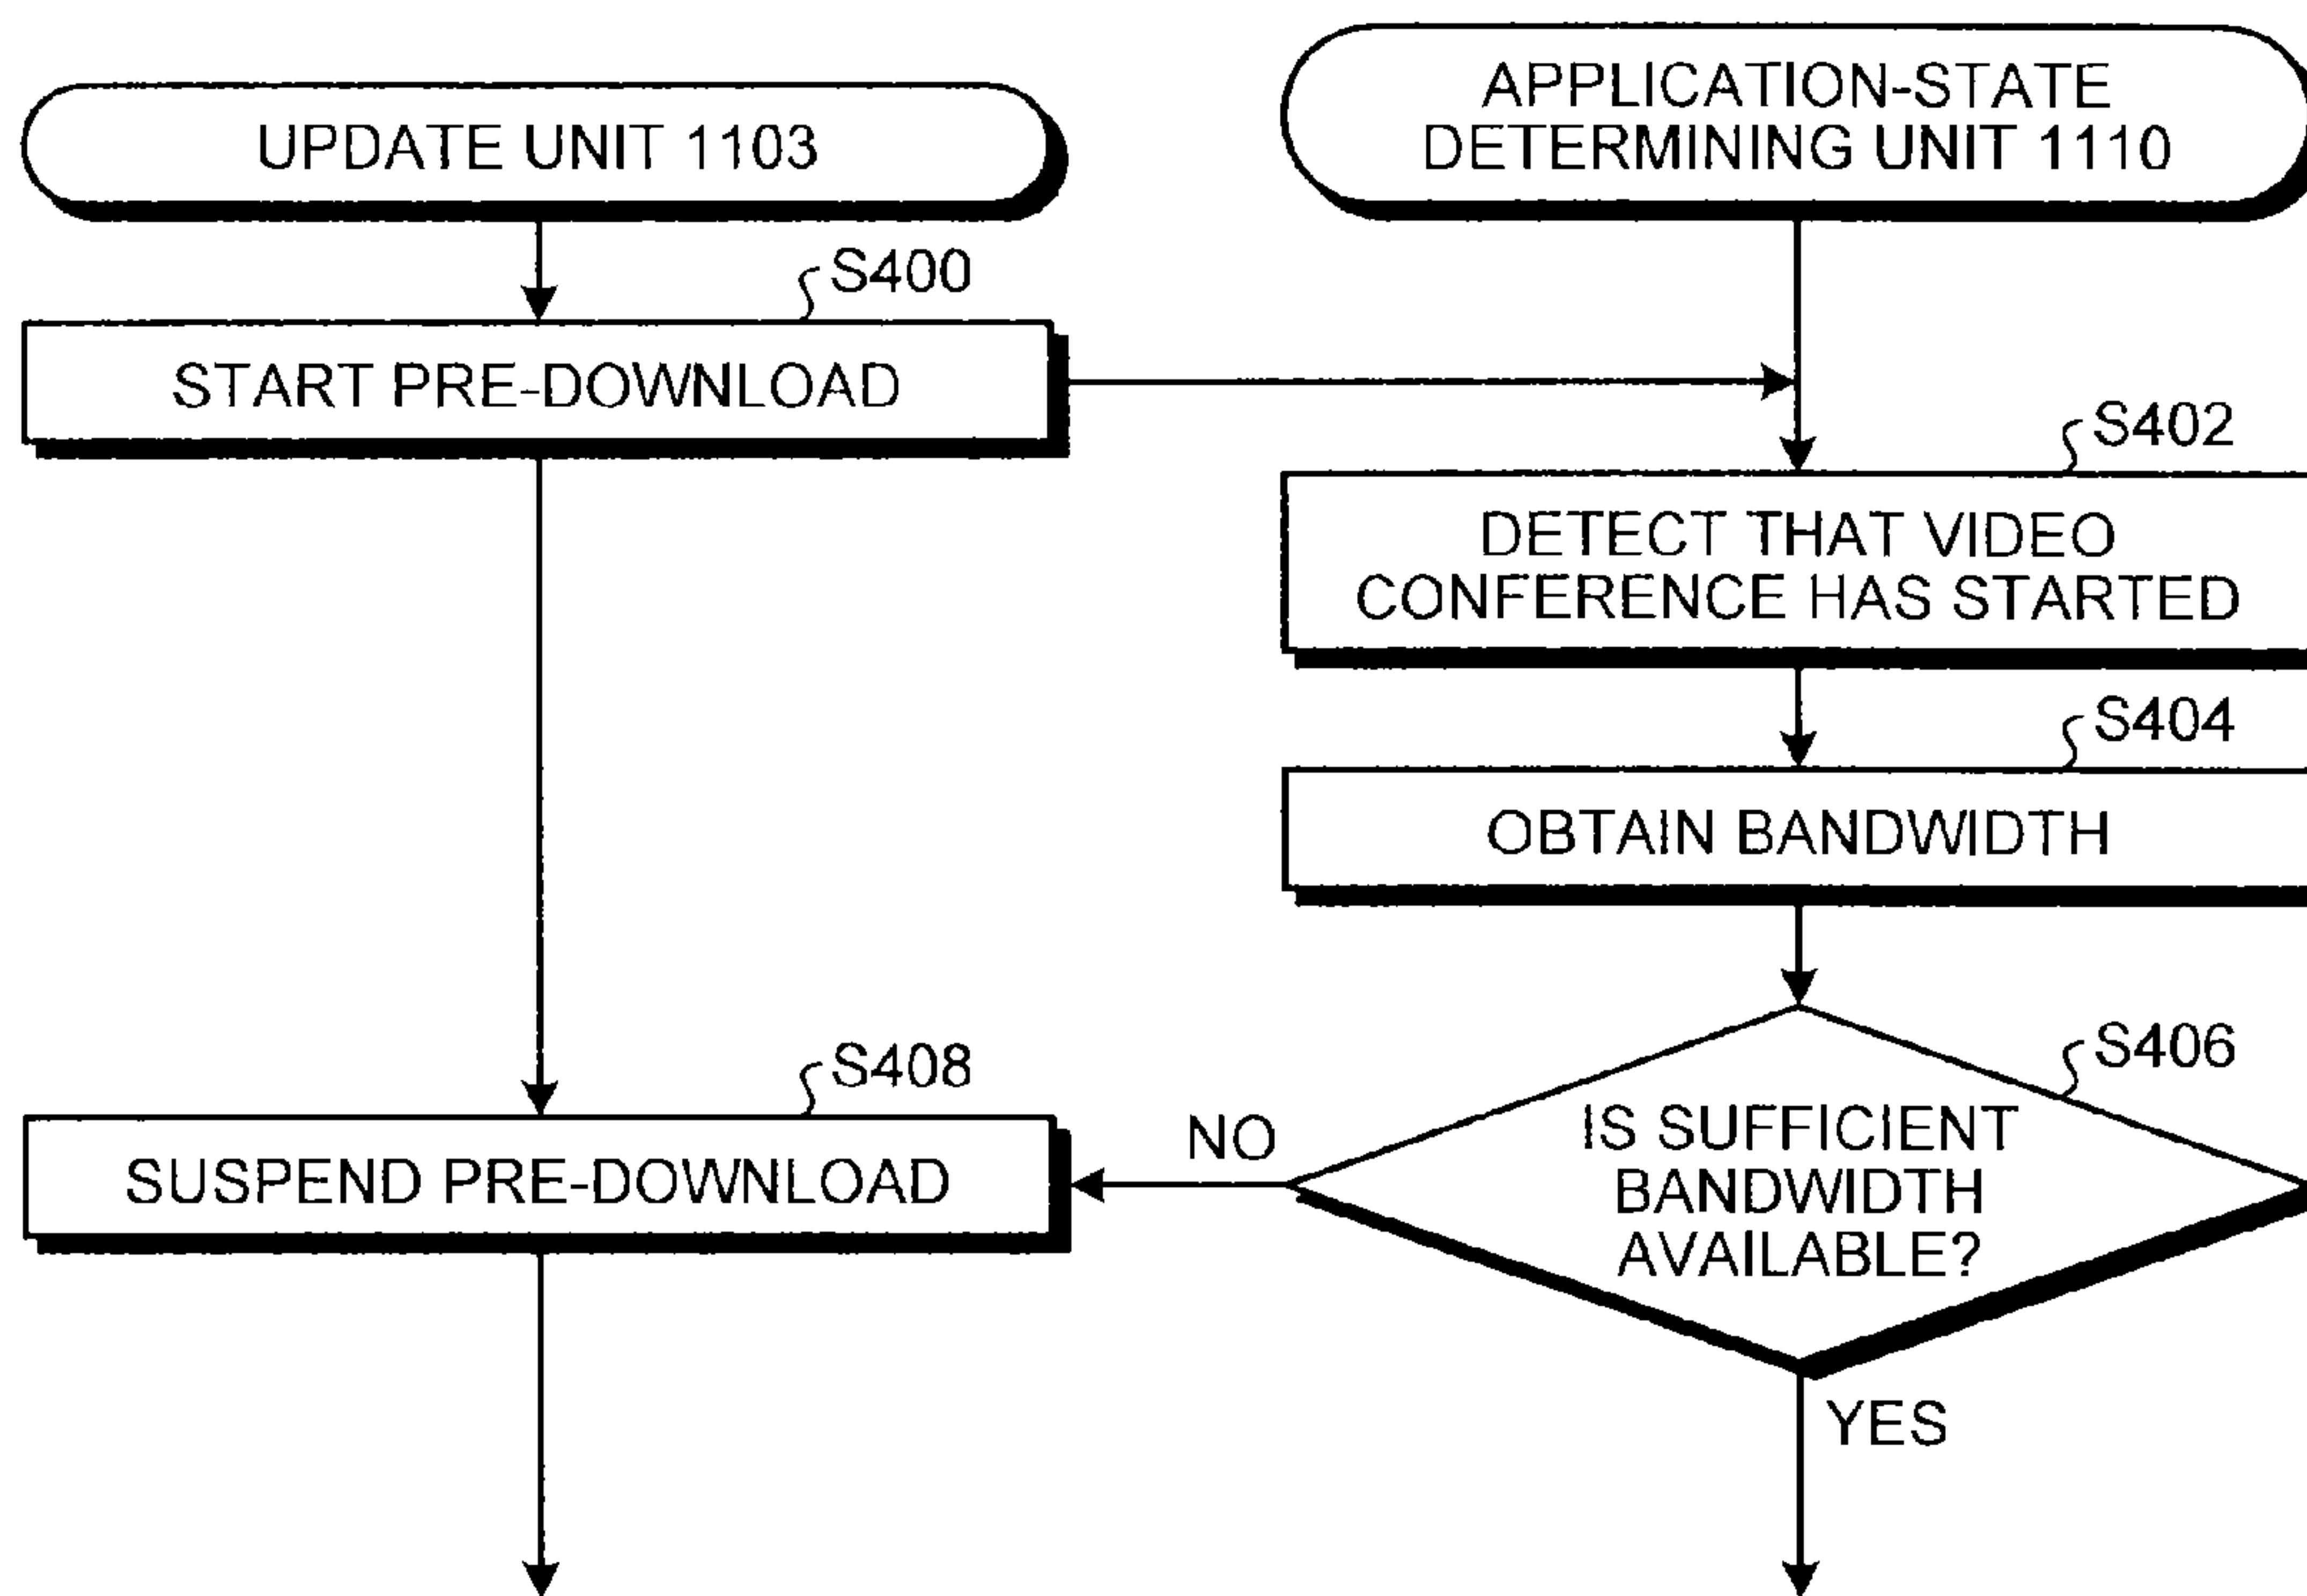 UPDATE UNIT 1103
APPLICATION-STATE
DETERMINING UNIT 1110
S400
START PRE-DOWNLOAD
S402
DETECT THAT VIDEO
CONFERENCE HAS STARTED
S404
OBTAIN BANDWIDTH
S406
IS SUFFICIENT
BANDWIDTH
AVAILABLE?
NO
S408
SUSPEND PRE-DOWNLOAD
YES